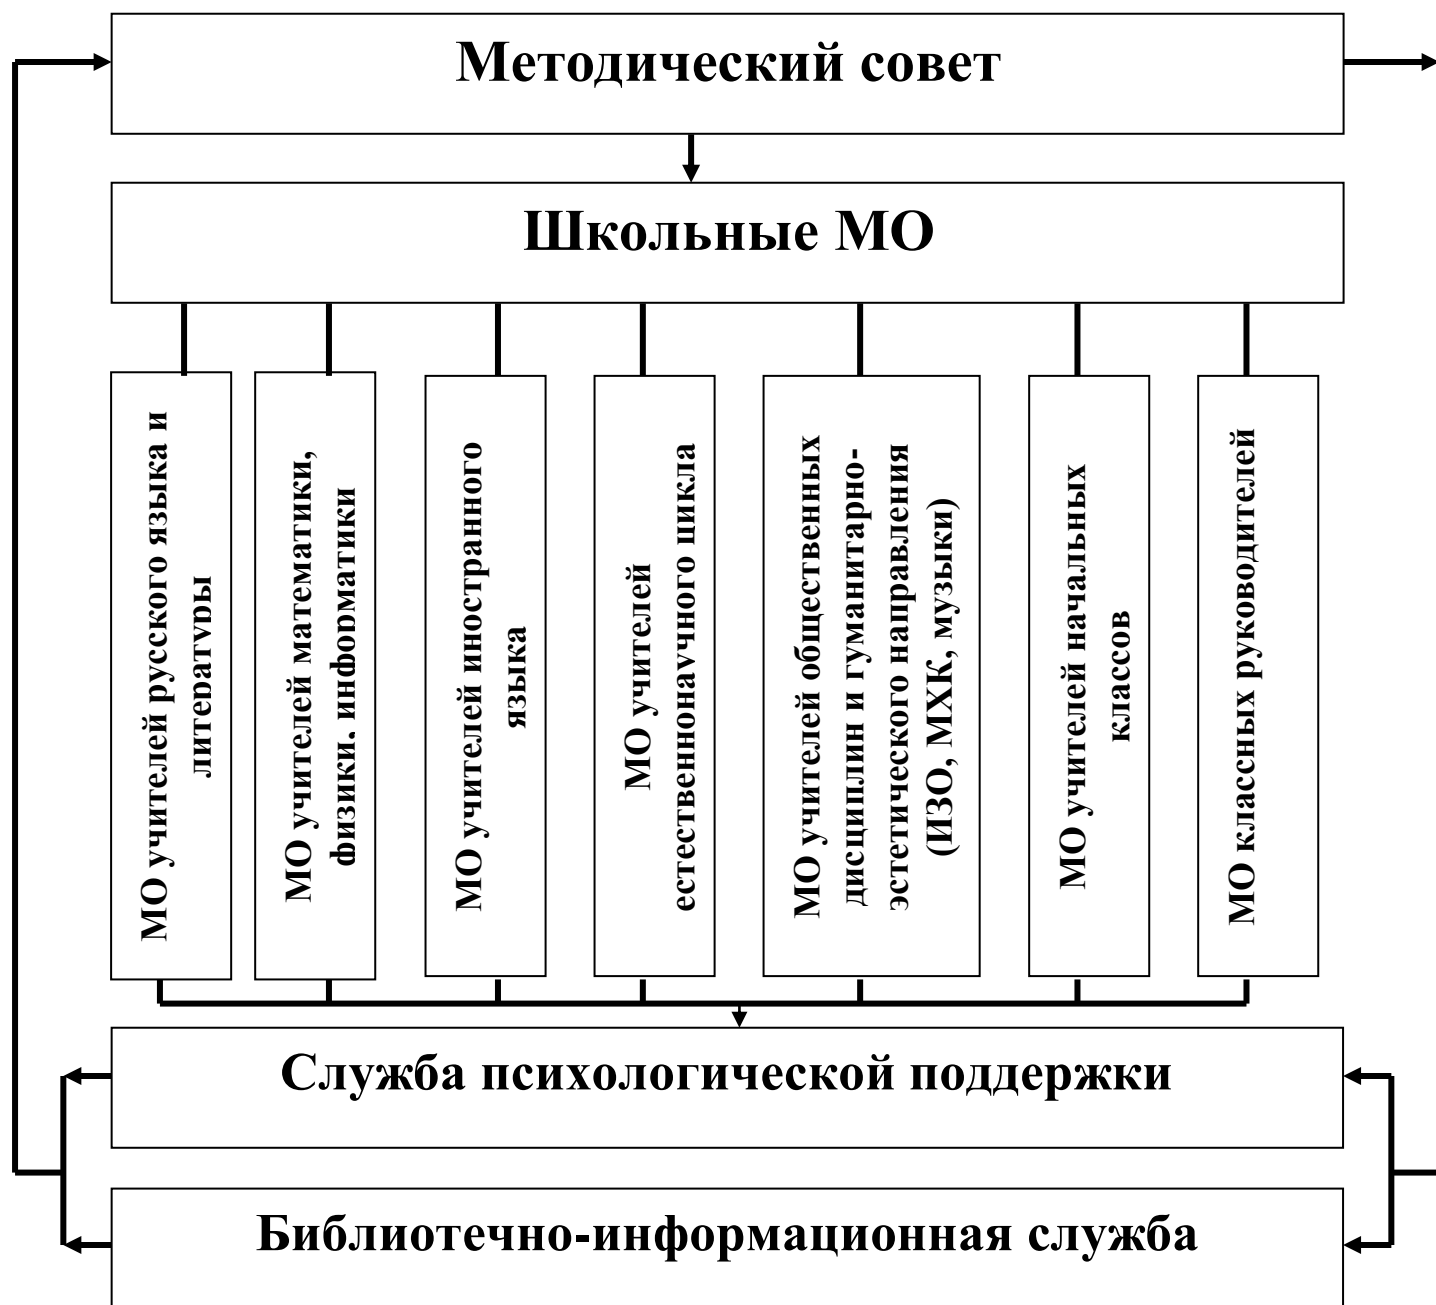 Методический совет
Школьные МО
МО учителей русского языка и
литературы
МО учителей математики,
физики, информатики
МО учителей иностранного
языка
МО учителей
естественнонаучного цикла
МО учителей общественных
дисциплин и гуманитарно-
эстетического направления
(ИЗО, МХК, музыки)
МО учителей начальных
классов
МО классных руководителей
Служба психологической поддержки
Библиотечно-информационная служба